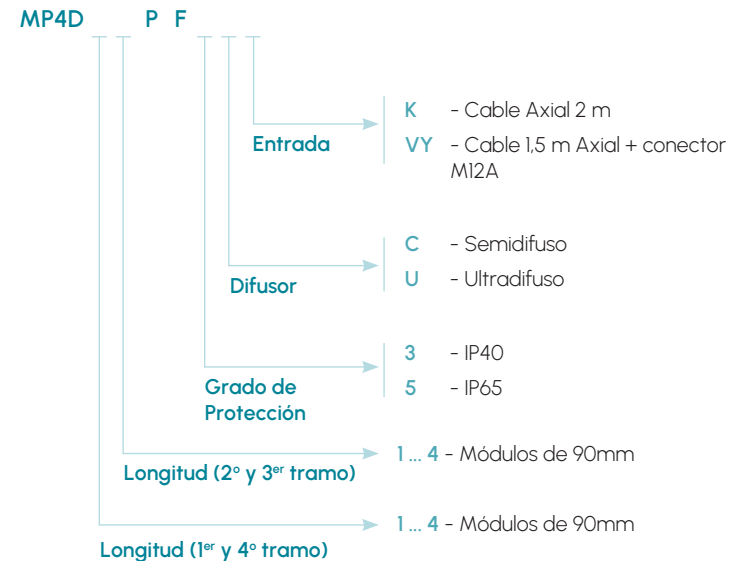 MP4D P F
K - Cable Axial 2 m
Entrada
VY - Cable 1,5 m Axial + conector
M12A
C - Semidifuso
Difusor
U - Ultradifuso
3 - IP40
Grado de
Protección
5 - IP65
1 ... 4 - Módulos de 90mm
Longitud (2º y 3er tramo)
1 ... 4 - Módulos de 90mm
Longitud (1er y 4º tramo)